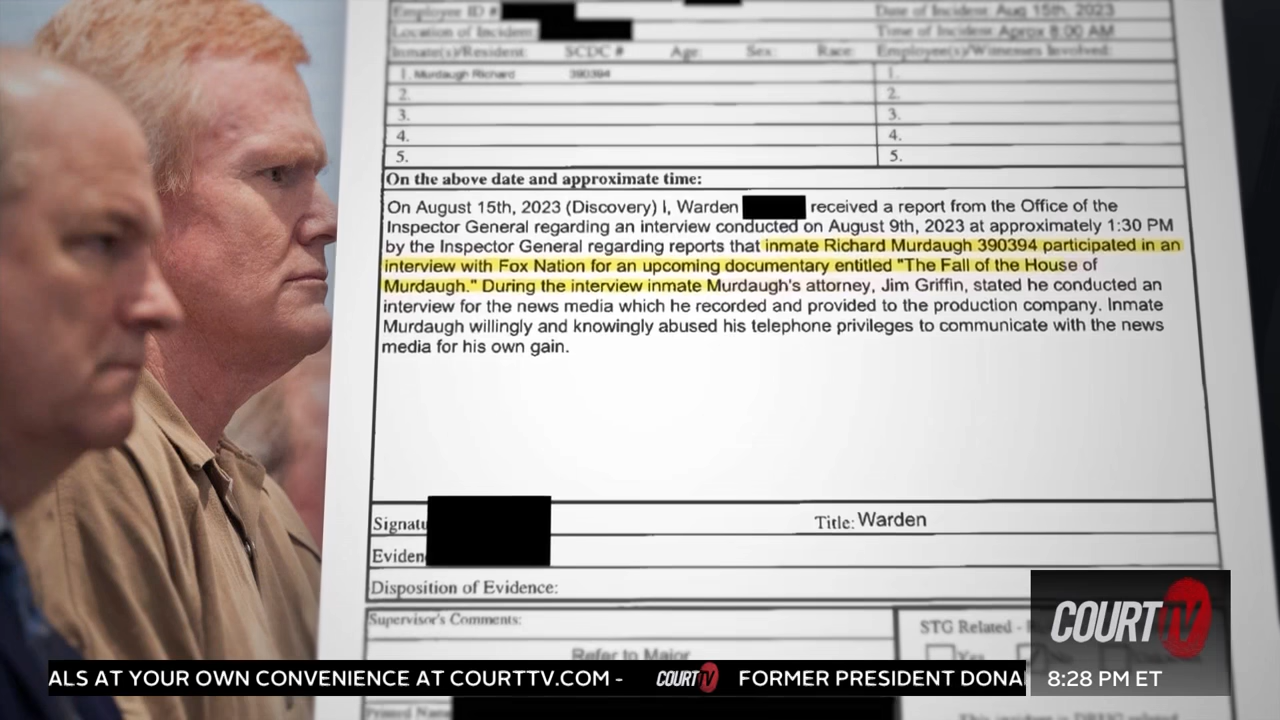 Employee ID #
Date of Incident: Aug 15th, 2023
Location of Incident:
Time of Incident: Aprox 8:00 AM
Inmate(s)/Resident: SCDC # Age: Sex: Race: Employee(s)/Witnesses Involved:
1. Murdaugh Richard 390394 1.
2. 2.
3. 3.
4. 4.
5. 5.
On the above date and approximate time:
On August 15th, 2023 (Discovery) I, Warden received a report from the Office of the
Inspector General regarding an interview conducted on August 9th, 2023 at approximately 1:30 PM
by the Inspector General regarding reports that inmate Richard Murdaugh 390394 participated in an
interview with Fox Nation for an upcoming documentary entitled "The Fall of the House of
Murdaugh." During the interview inmate Murdaugh's attorney, Jim Griffin, stated he conducted an
interview for the news media which he recorded and provided to the production company. Inmate
Murdaugh willingly and knowingly abused his telephone privileges to communicate with the news
media for his own gain.
Signatu
Title: Warden
Eviden
Disposition of Evidence:
Supervisor's Comments:
STG Related -
Refer to Major
Yes
Printed Name
COURT TV
ALS AT YOUR OWN CONVENIENCE AT COURTTV.COM - COURT TV FORMER PRESIDENT DONA
8:28 PM ET